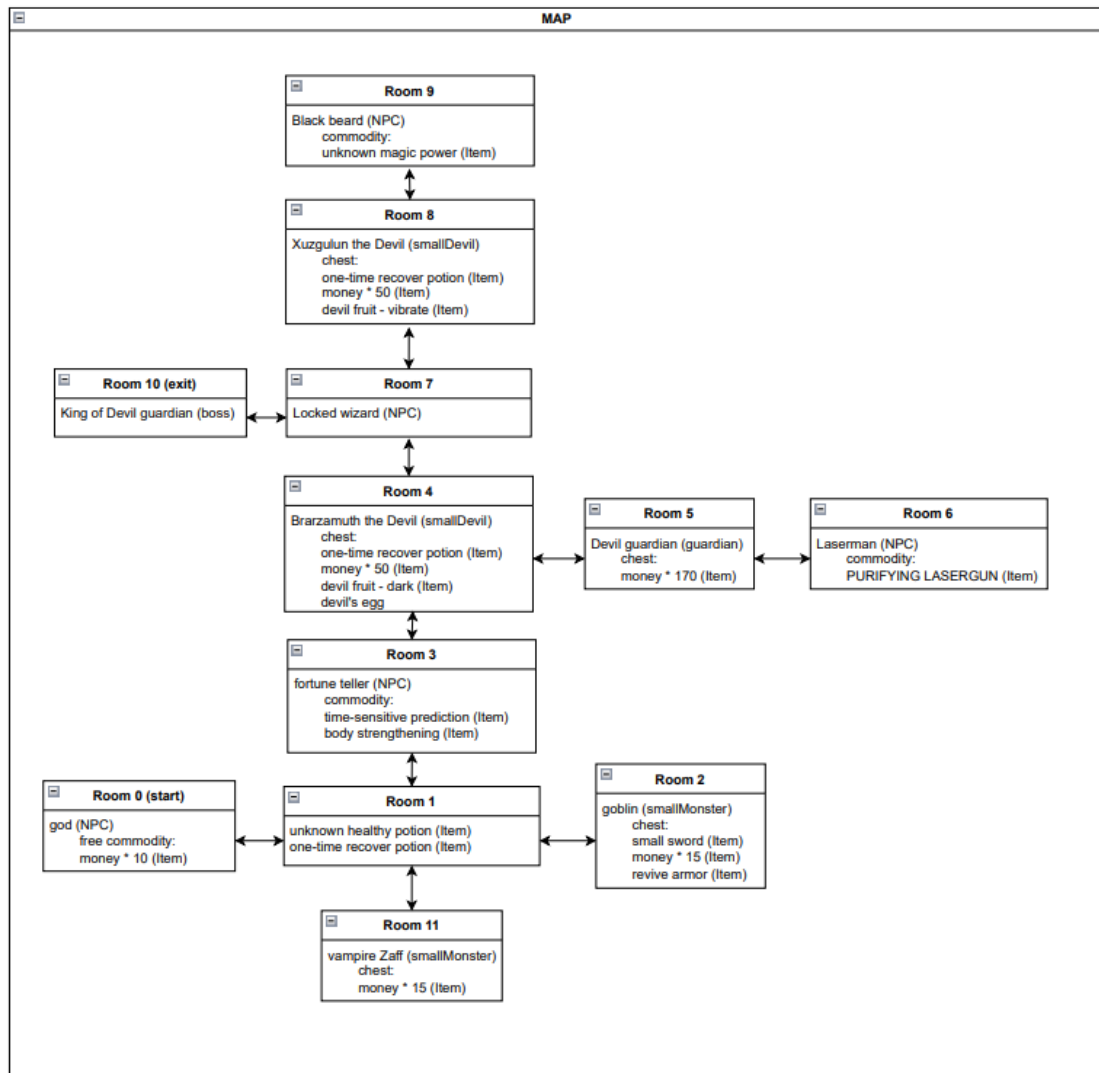 MAP
Room 9
Black beard (NPC)
commodity:
unknown magic power (Item)
Room 8
Xuzgulun the Devil (smallDevil)
chest:
one-time recover potion (Item)
money * 50 (Item)
devil fruit - vibrate (Item)
Room 10 (exit)
King of Devil guardian (boss)
Room 7
Locked wizard (NPC)
Room 4
Brarzamuth the Devil (smallDevil)
chest:
one-time recover potion (Item)
money * 50 (Item)
devil fruit - dark (Item)
devil's egg
Room 5
Devil guardian (guardian)
chest:
money * 170 (Item)
Room 6
Laserman (NPC)
commodity:
PURIFYING LASERGUN (Item)
Room 3
fortune teller (NPC)
commodity:
time-sensitive prediction (Item)
body strengthening (Item)
Room 0 (start)
god (NPC)
free commodity:
money * 10 (Item)
Room 1
unknown healthy potion (Item)
one-time recover potion (Item)
Room 2
goblin (smallMonster)
chest:
small sword (Item)
money * 15 (Item)
revive armor (Item)
Room 11
vampire Zaff (smallMonster)
chest:
money * 15 (Item)